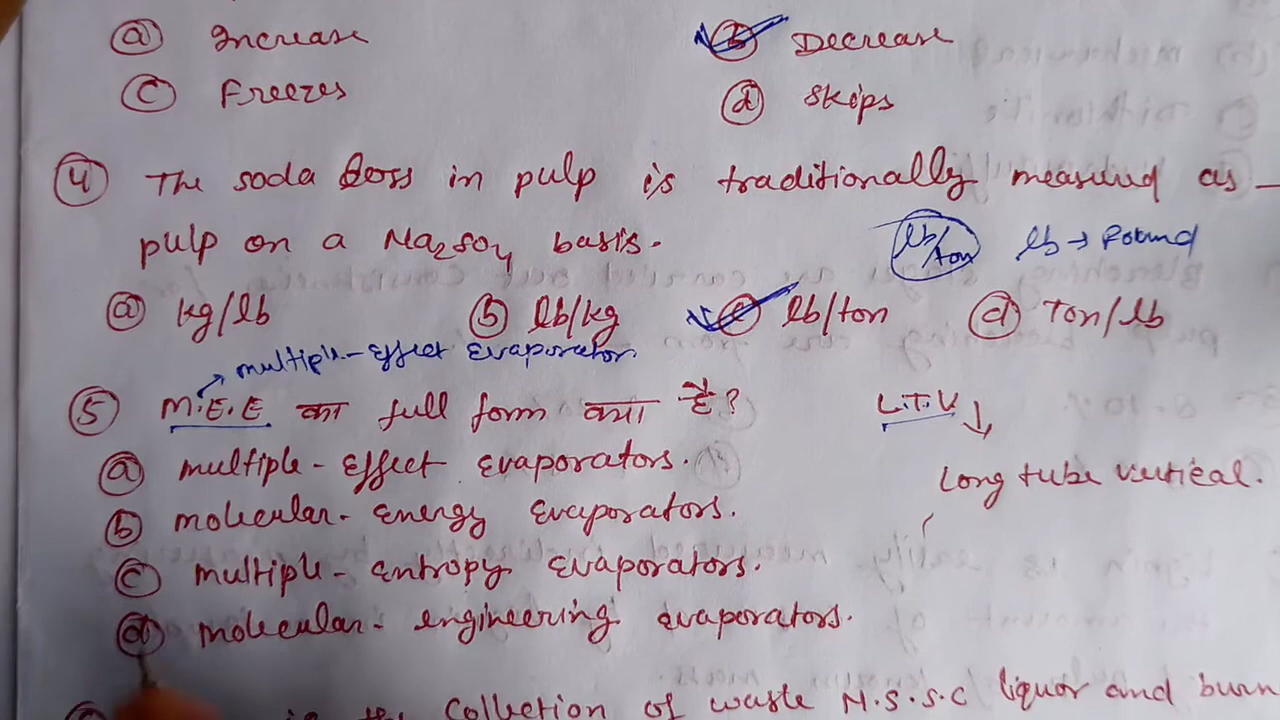 a Increase b Decrease
c Freezes d Skips
4 The soda loss in pulp is traditionally measured as _
pulp on a Na2SO4 basis. lb/ton lb → Pound
a kg/lb b lb/kg c lb/ton d Ton/lb
multiple-Effect Evaporator
5 M.E.E का full form क्या है? L.T.V
a multiple-Effect Evaporators. Long tube vertical.
b molecular-Energy Evaporators.
c multiple-entropy Evaporators.
d molecular-engineering evaporators.
the collection of waste N.S.S.C liquor and burn